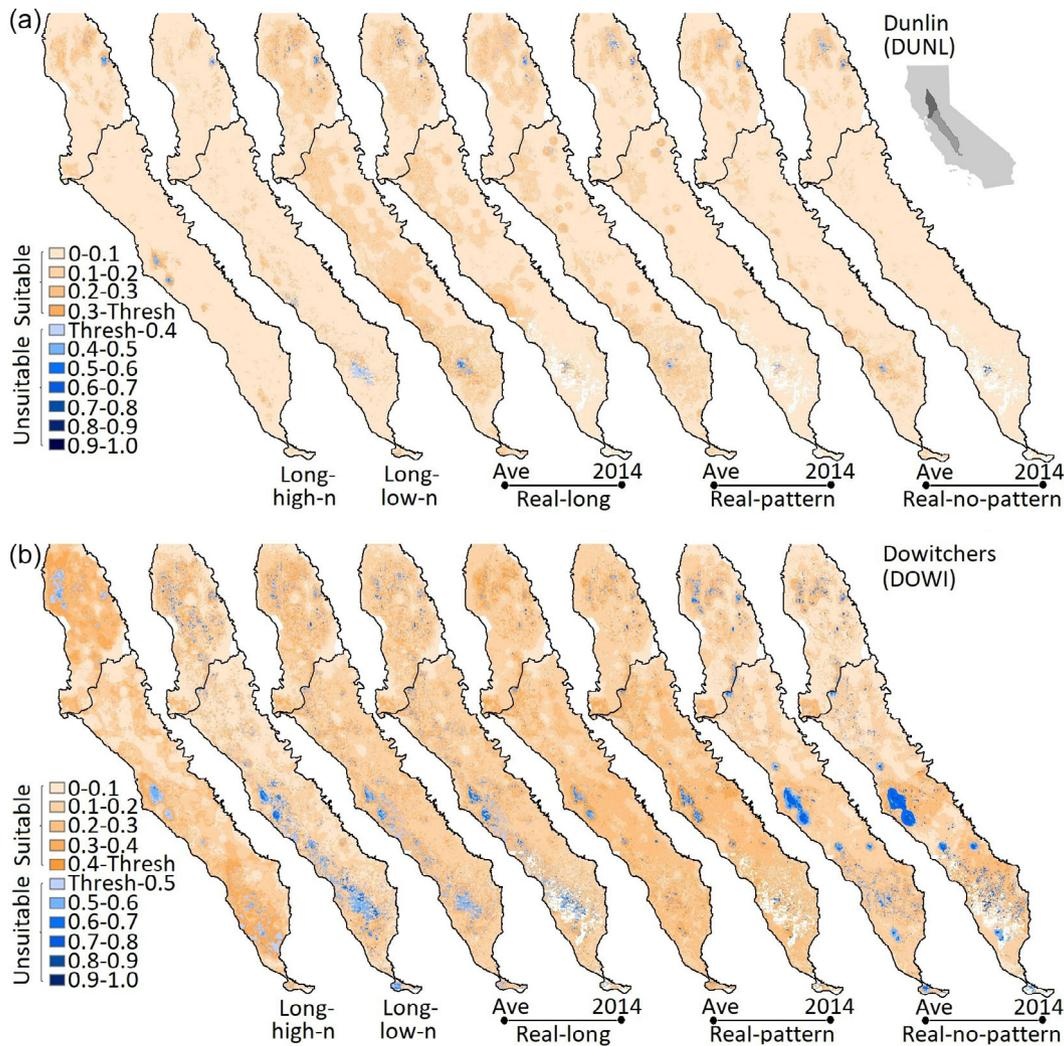 (a)
Dunlin
(DUNL)
Unsuitable Suitable
0-0.1
0.1-0.2
0.2-0.3
0.3-Thresh
Thresh-0.4
0.4-0.5
0.5-0.6
0.6-0.7
0.7-0.8
0.8-0.9
0.9-1.0
Long-
high-n
Long-
low-n
Ave 2014
Real-long
Ave 2014
Real-pattern
Ave 2014
Real-no-pattern
(b)
Dowitchers
(DOWI)
Unsuitable Suitable
0-0.1
0.1-0.2
0.2-0.3
0.3-0.4
0.4-Thresh
Thresh-0.5
0.5-0.6
0.6-0.7
0.7-0.8
0.8-0.9
0.9-1.0
Long-
high-n
Long-
low-n
Ave 2014
Real-long
Ave 2014
Real-pattern
Ave 2014
Real-no-pattern